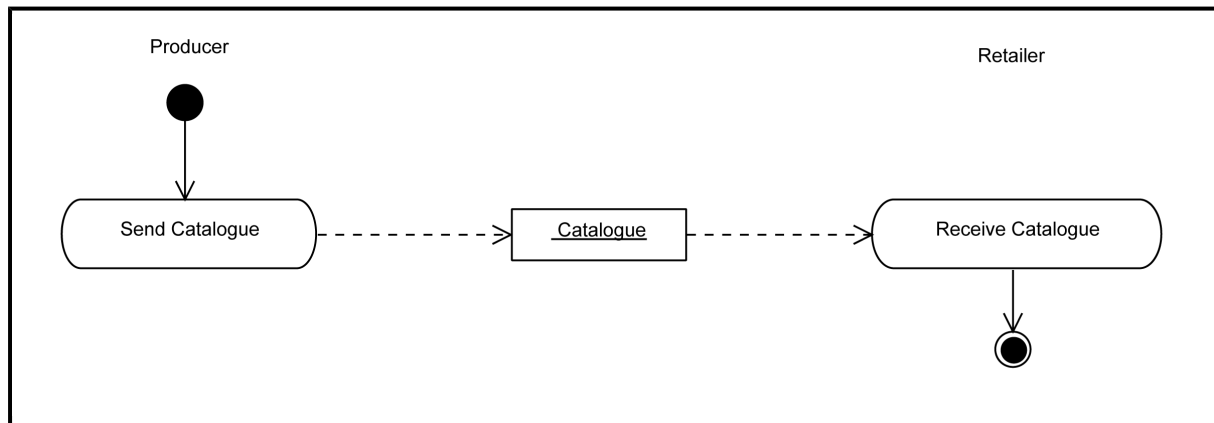 Producer
Retailer
Send Catalogue
Catalogue
Receive Catalogue